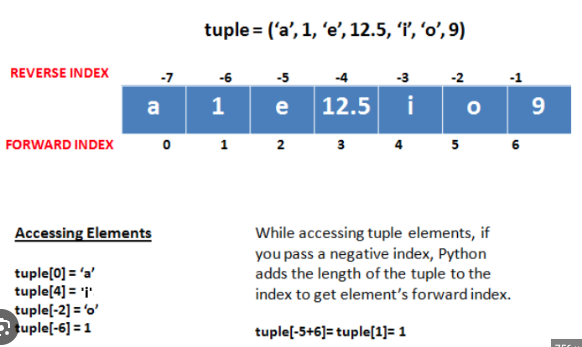 tuple = (‘a’, 1, ‘e’, 12.5, ‘i’, ‘o’, 9)
REVERSE INDEX -7 -6 -5 -4 -3 -2 -1
a 1 e 12.5 i o 9
FORWARD INDEX 0 1 2 3 4 5 6
Accessing Elements
tuple[0] = ‘a’
tuple[4] = 'i'
tuple[-2] = ‘o’
tuple[-6] = 1
While accessing tuple elements, if
you pass a negative index, Python
adds the length of the tuple to the
index to get element’s forward index.
tuple[-5+6]= tuple[1]= 1